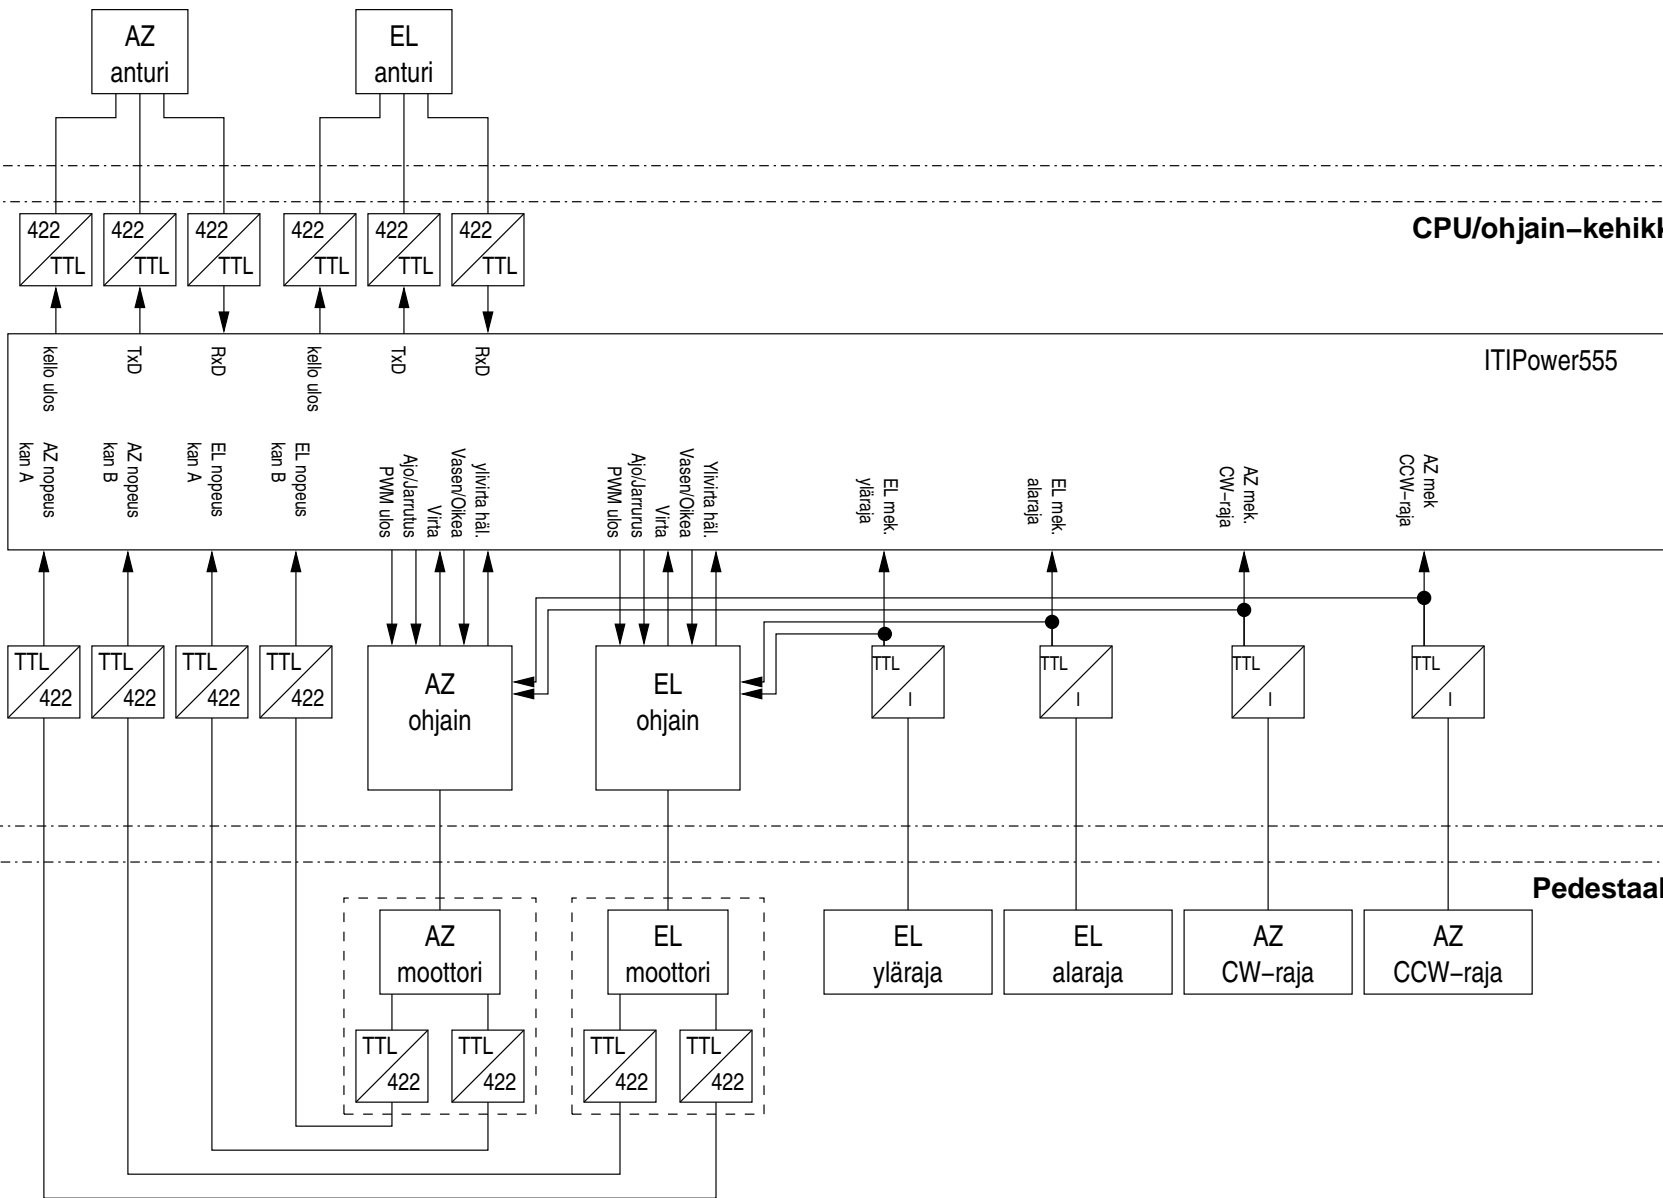 AZ
anturi
EL
anturi
422
TTL
422
TTL
422
TTL
422
TTL
422
TTL
422
TTL
CPU/ohjain–kehikk
ITIPower555
kello ulos
TxD
RxD
kello ulos
TxD
RxD
AZ nopeus
kan A
AZ nopeus
kan B
EL nopeus
kan A
EL nopeus
kan B
PWM ulos
Ajo/Jarrutus
Virta
Vasen/Oikea
ylivirta häl.
PWM ulos
Ajo/Jarrurus
Virta
Vasen/Oikea
Ylivirta häl.
EL mek.
yläraja
EL mek.
alaraja
AZ mek.
CW–raja
AZ mek
CCW–raja
TTL
422
TTL
422
TTL
422
TTL
422
AZ
ohjain
EL
ohjain
TTL
I
TTL
I
TTL
I
TTL
I
Pedestaal
AZ
moottori
EL
moottori
EL
yläraja
EL
alaraja
AZ
CW–raja
AZ
CCW–raja
TTL
422
TTL
422
TTL
422
TTL
422